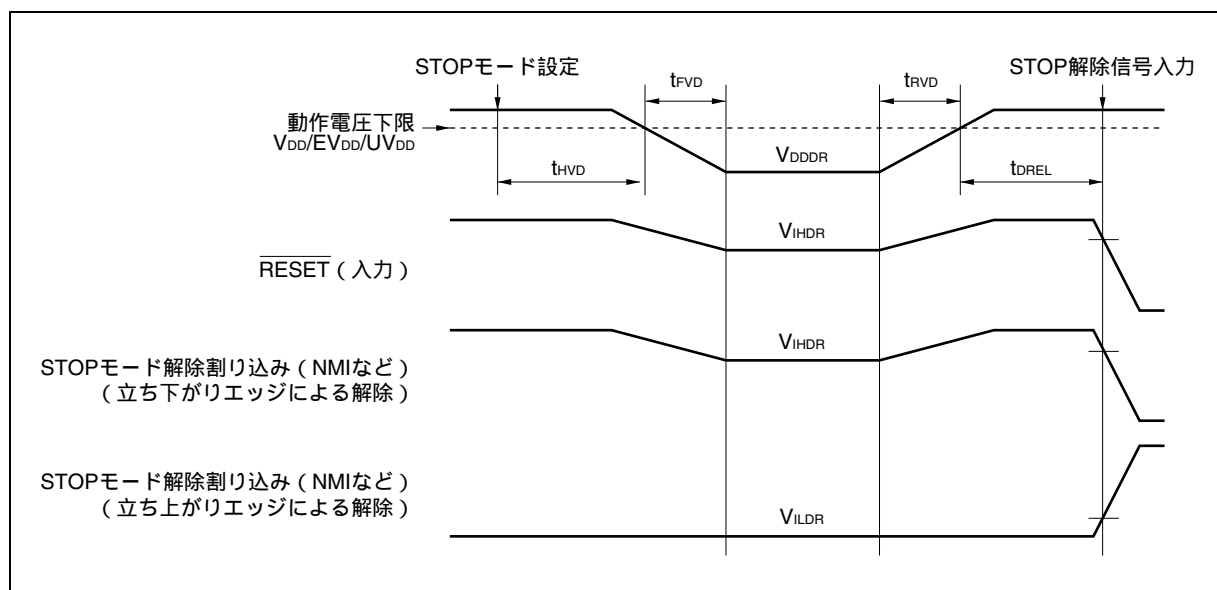 STOPモード設定
STOP解除信号入力
tFVD
tRVD
動作電圧下限
VDD/EVDD/UVDD
VDDDR
tHVD
tDREL
VIHDR
RESET（入力）
VIHDR
STOPモード解除割り込み（NMIなど）
（立ち下がりエッジによる解除）
STOPモード解除割り込み（NMIなど）
（立ち上がりエッジによる解除）
VILDR